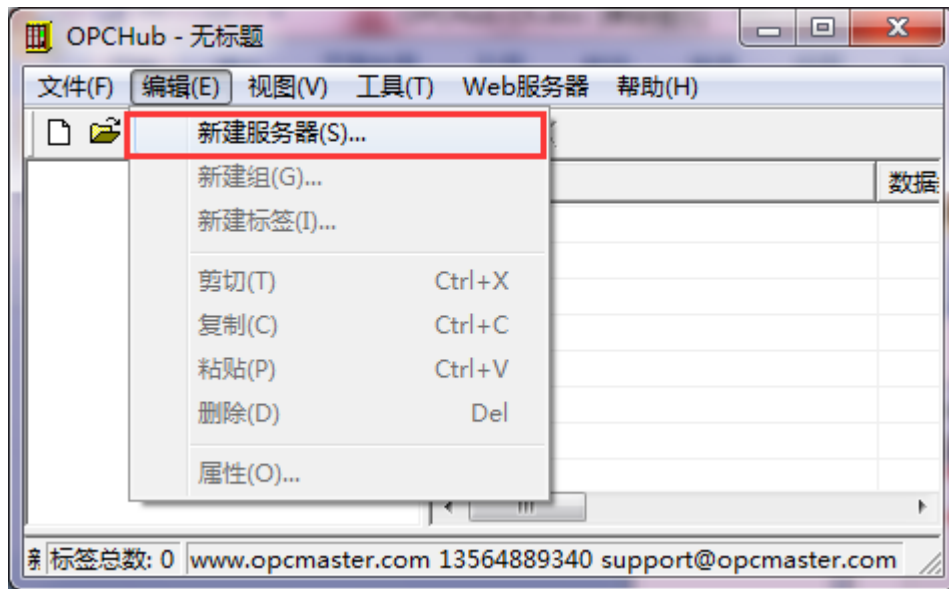 OPCHub - 无标题
文件(F) 编辑(E) 视图(V) 工具(T) Web服务器 帮助(H)
新建服务器(S)...
新建组(G)...
数据
新建标签(I)...
剪切(T) Ctrl+X
复制(C) Ctrl+C
粘贴(P) Ctrl+V
删除(D) Del
属性(O)...
标签总数: 0 www.opcmaster.com 13564889340 support@opcmaster.com